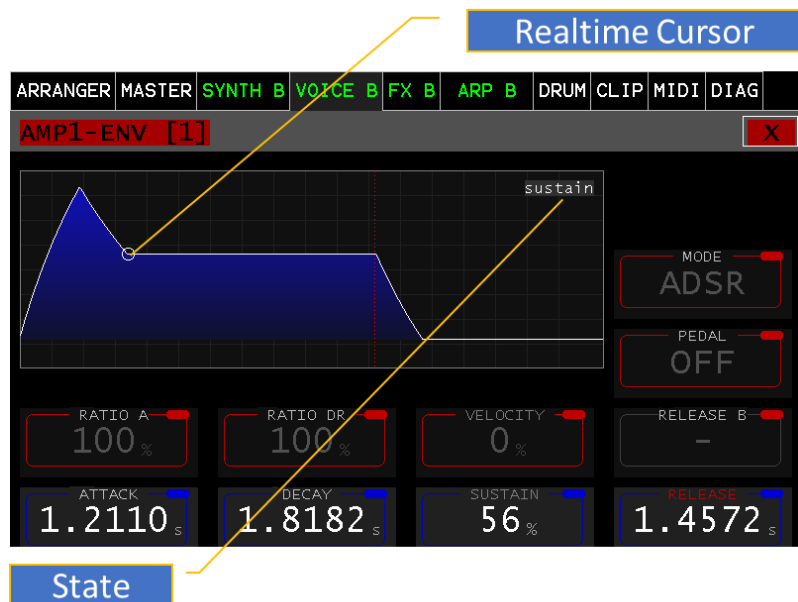 Realtime Cursor
ARRANGER MASTER SYNTH B VOICE B FX B ARP B DRUM CLIP MIDI DIAG
AMP1-ENV [1] X
sustain
MODE
ADSR
PEDAL
OFF
RATIO A RATIO DR VELOCITY RELEASE B
100 % 100 % 0 % -
ATTACK DECAY SUSTAIN RELEASE
1.2110 s 1.8182 s 56 % 1.4572 s
State